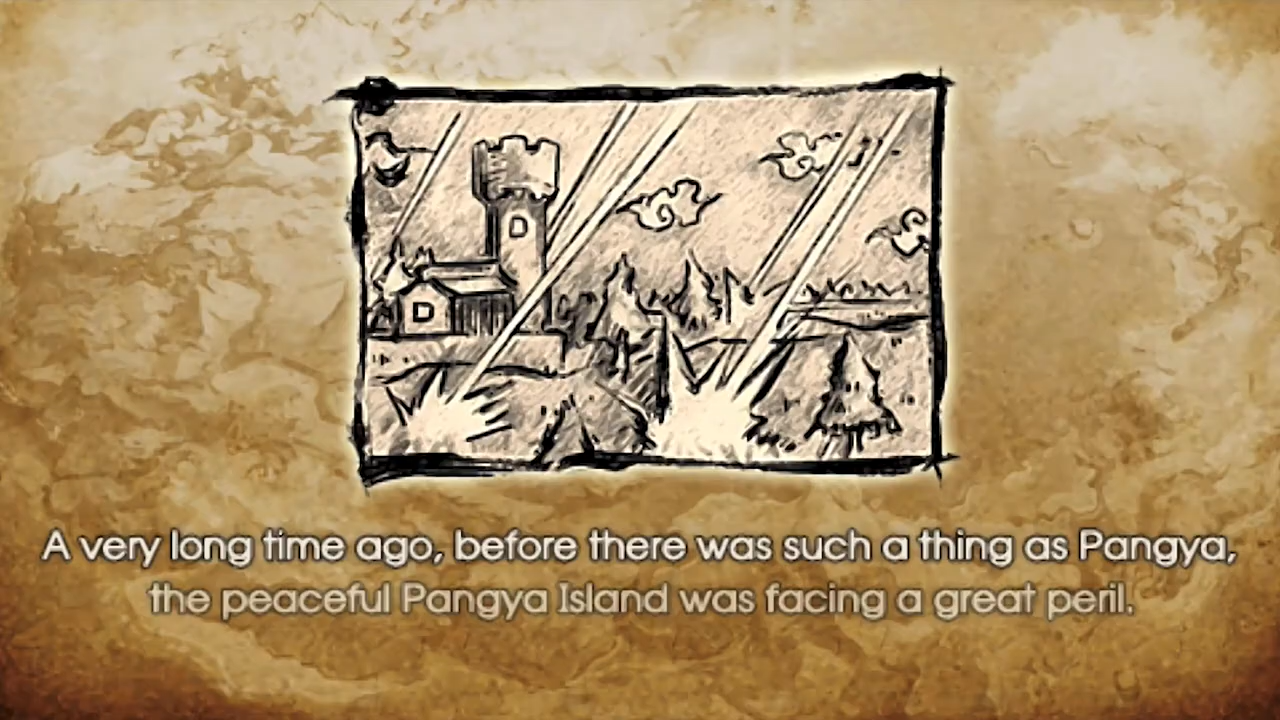 A very long time ago, before there was such a thing as Pangya,
the peaceful Pangya Island was facing a great peril.